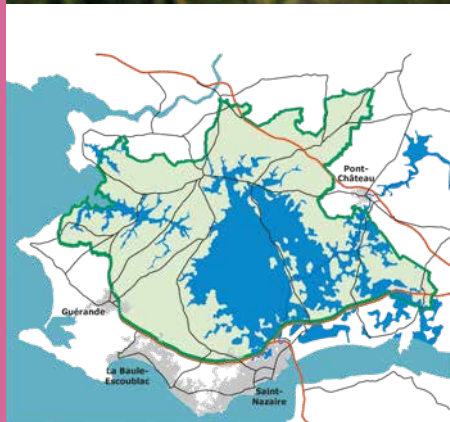 Pont-
Château
Guérande
La Baule-
Escoublac
Saint-
Nazaire